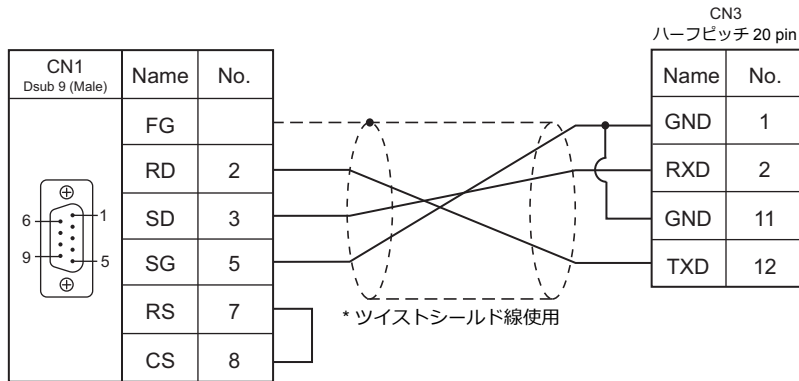 CN3
ハーフピッチ 20 pin
CN1
Dsub 9 (Male)
Name No.
Name No.
FG
GND 1
RD 2
RXD 2
SD 3
6 1
GND 11
9 5
SG 5
TXD 12
RS 7
* ツイストシールド線使用
CS 8